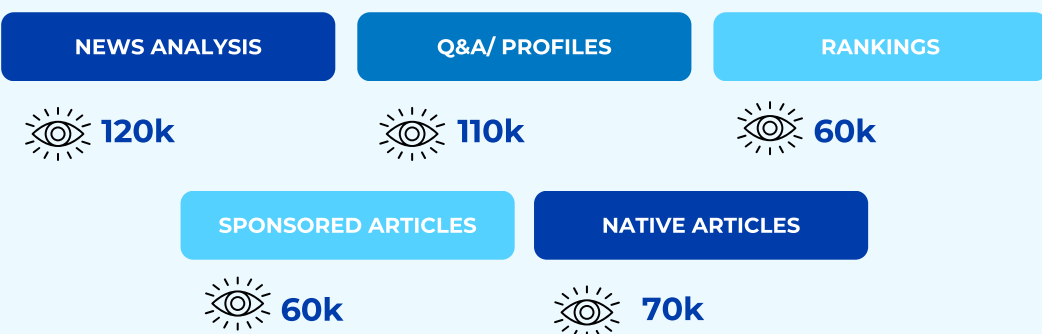 NEWS ANALYSIS
Q&A/ PROFILES
RANKINGS
120k
110k
60k
SPONSORED ARTICLES
NATIVE ARTICLES
60k
70k